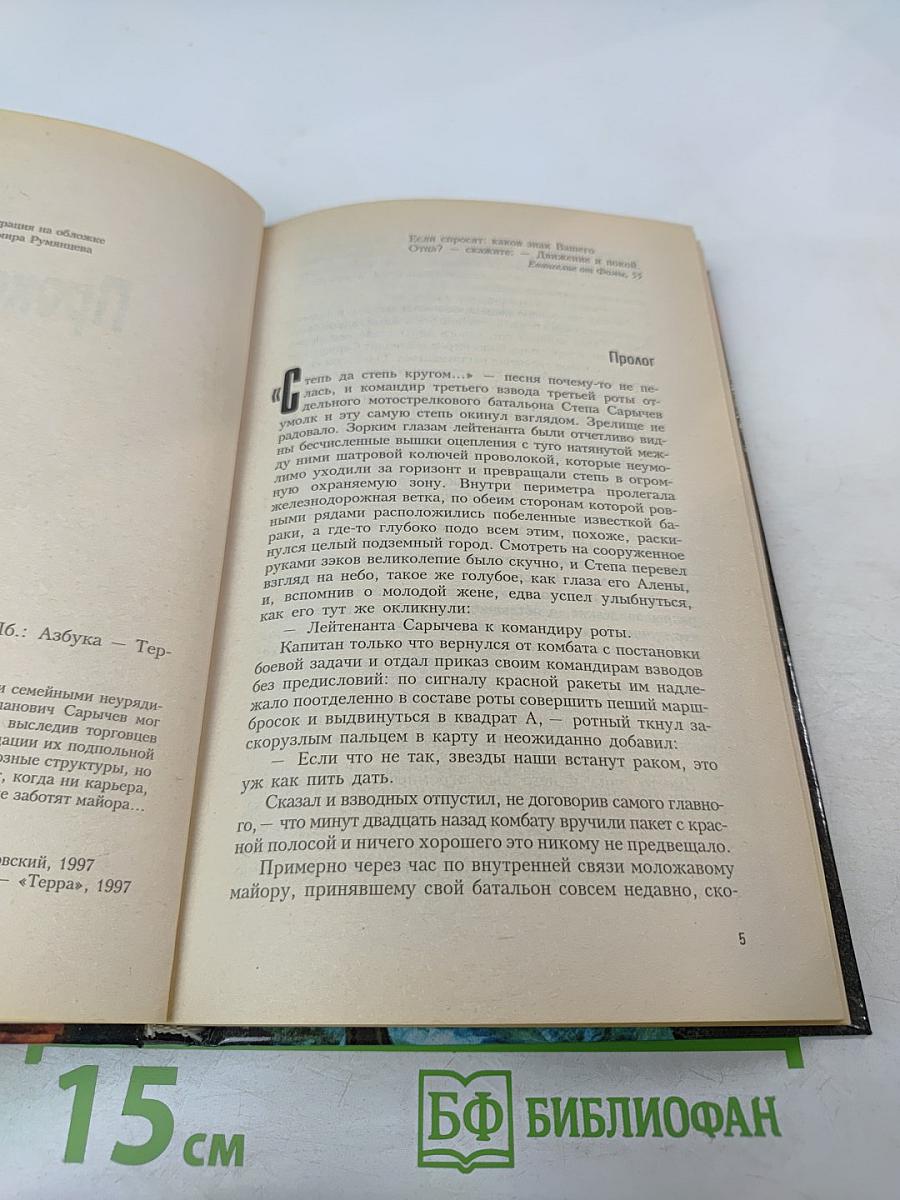 рация на обложке
мира Румянцева
б.: Азбука — Тер-
и семейными неуряди-
панович Сарычев мог
выследив торговцев
дации их подпольной
озные структуры, но
т, когда ни карьера,
е заботят майора...
овский, 1997
— «Терра», 1997
Если спросят: каков знак Вашего
Отца? — скажите: — Движение и покой.
Евангелие от Фомы, 55
Пролог
«Степь да степь кругом...» — песня почему-то не пе-
лась, и командир третьего взвода третьей роты от-
дельного мотострелкового батальона Степа Сарычев
умолк и эту самую степь окинул взглядом. Зрелище не
радовало. Зорким глазам лейтенанта были отчетливо вид-
ны бесчисленные вышки оцепления с туго натянутой меж-
ду ними шатровой колючей проволокой, которые неумо-
лимо уходили за горизонт и превращали степь в огром-
ную охраняемую зону. Внутри периметра пролегала
железнодорожная ветка, по обеим сторонам которой ров-
ными рядами расположились побеленные известкой ба-
раки, а где-то глубоко подо всем этим, похоже, раски-
нулся целый подземный город. Смотреть на сооруженное
руками зэков великолепие было скучно, и Степа перевел
взгляд на небо, такое же голубое, как глаза его Алены,
и, вспомнив о молодой жене, едва успел улыбнуться,
как его тут же окликнули:
— Лейтенанта Сарычева к командиру роты.
Капитан только что вернулся от комбата с постановки
боевой задачи и отдал приказ своим командирам взводов
без предисловий: по сигналу красной ракеты им надле-
жало поотделенно в составе роты совершить пеший марш-
бросок и выдвинуться в квадрат А, — ротный ткнул за-
скорузлым пальцем в карту и неожиданно добавил:
— Если что не так, звезды наши встанут раком, это
уж как пить дать.
Сказал и взводных отпустил, не договорив самого главно-
го, — что минут двадцать назад комбату вручили пакет с крас-
ной полосой и ничего хорошего это никому не предвещало.
Примерно через час по внутренней связи моложавому
майору, принявшему свой батальон совсем недавно, ско-
5
15 см
БФ БИБЛИОФАН